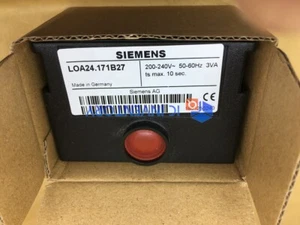 SIEMENS
LOA24.171B27
200-240V~ 50-60Hz 3VA
ts max. 10 sec.
Made in Germany
Siemens AG